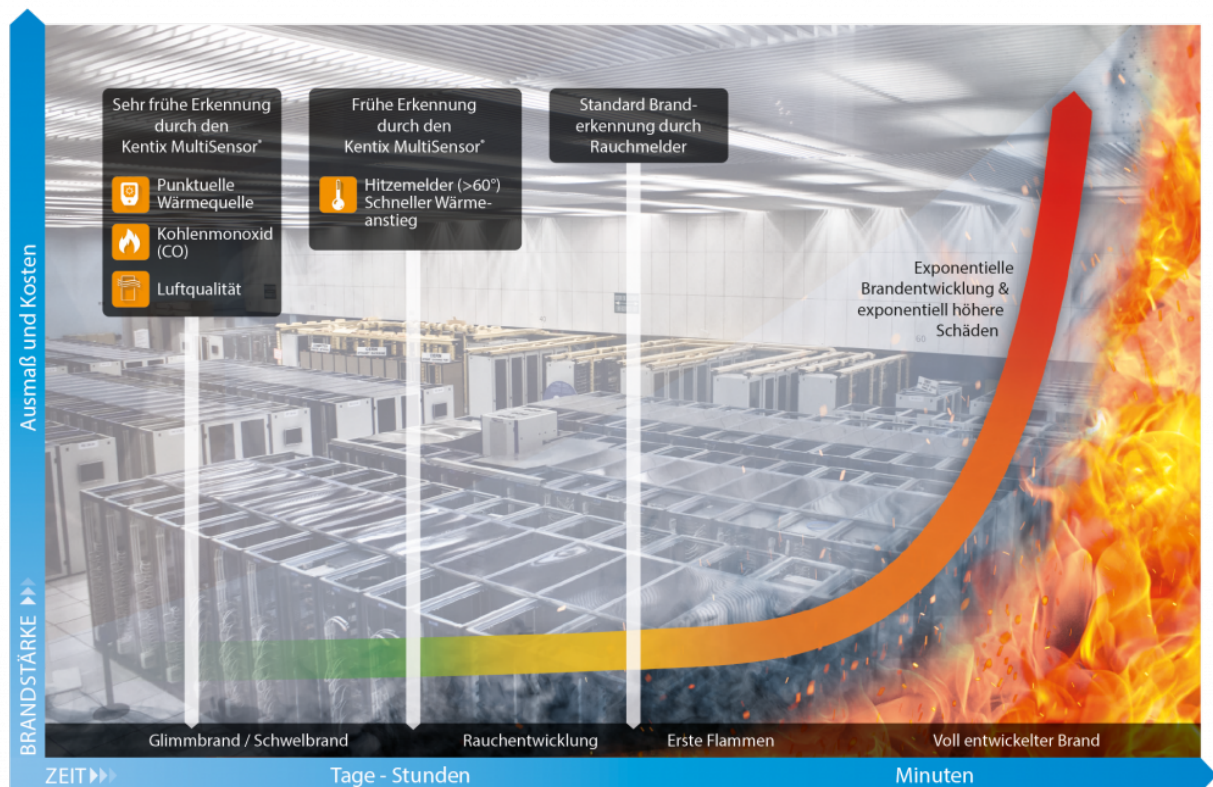 Sehr frühe Erkennung
durch den
Kentix MultiSensor*
Punktuelle
Wärmequelle
Kohlenmonoxid
(CO)
Luftqualität
Frühe Erkennung
durch den
Kentix MultiSensor*
Hitzemelder (>60°)
Schneller Wärme-
anstieg
Standard Brand-
erkennung durch
Rauchmelder
Exponentielle
Brandentwicklung &
exponentiell höhere
Schäden
Ausmaß und Kosten
BRANDSTÄRKE
Glimmbrand / Schwelbrand
Rauchentwicklung
Erste Flammen
Voll entwickelter Brand
ZEIT
Tage - Stunden
Minuten